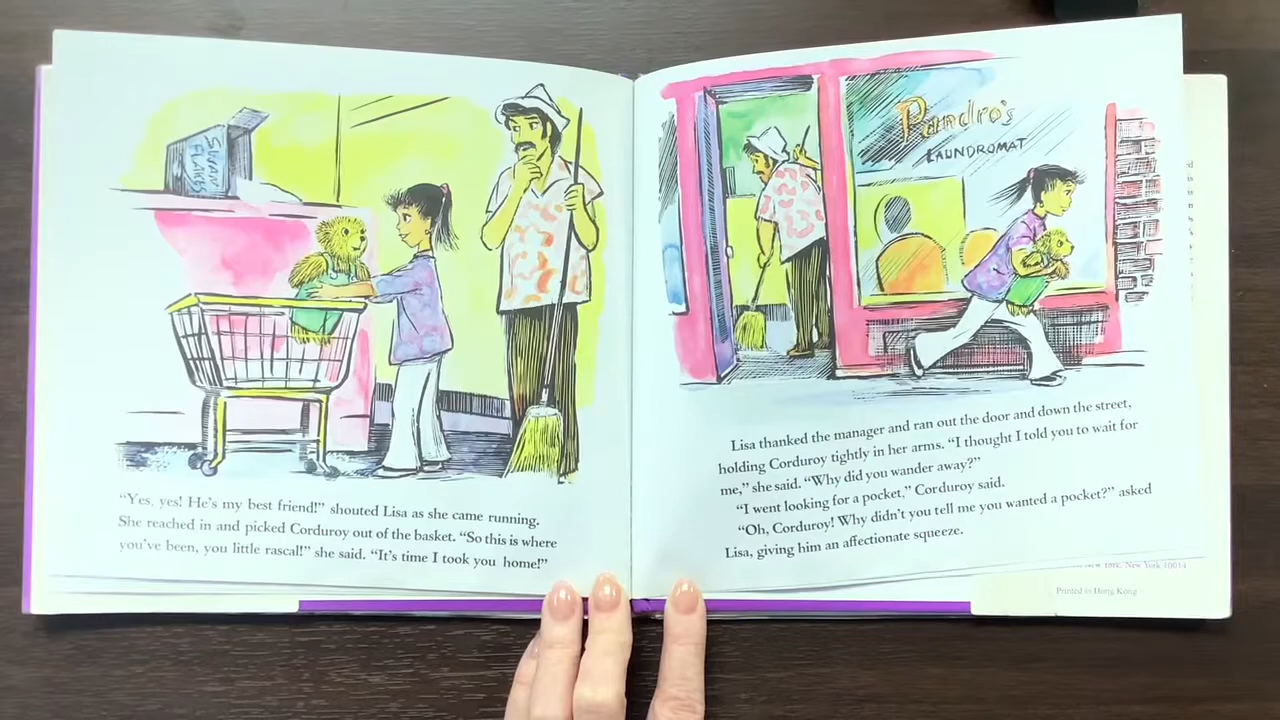 SUDSY
FLAKES
"Yes, yes! He's my best friend!" shouted Lisa as she came running.
She reached in and picked Corduroy out of the basket. "So this is where
you've been, you little rascal!" she said. "It's time I took you home!"
LAUNDROMAT
Lisa thanked the manager and ran out the door and down the street,
holding Corduroy tightly in her arms. "I thought I told you to wait for
me," she said. "Why did you wander away?"
"I went looking for a pocket," Corduroy said.
"Oh, Corduroy! Why didn't you tell me you wanted a pocket?" asked
Lisa, giving him an affectionate squeeze.
New York, New York 10014
Printed in Hong Kong